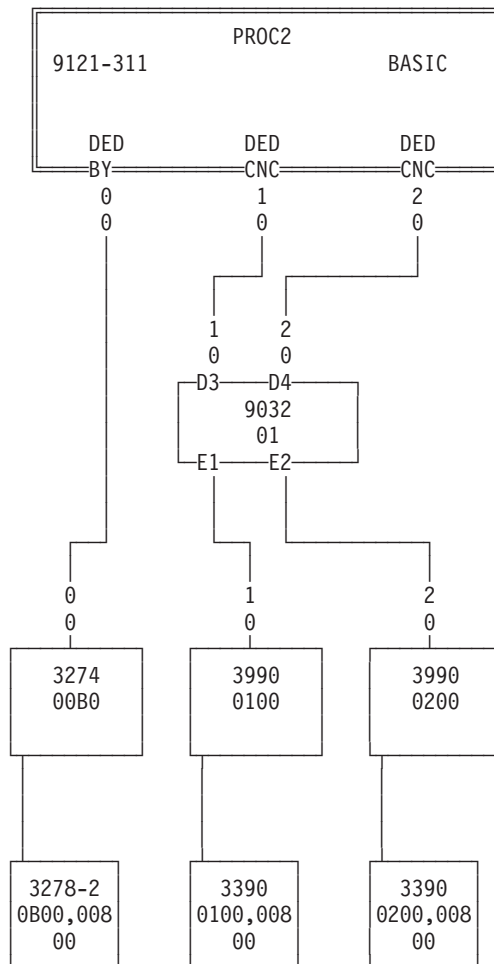 PROC2
9121-311 BASIC
DED DED DED
BY CNC CNC
0 1 2
0 0 0
1 2
0 0
D3 D4
9032
01
E1 E2
0 1 2
0 0 0
3274 3990 3990
00B0 0100 0200
3278-2 3390 3390
0B00,008 0100,008 0200,008
00 00 00